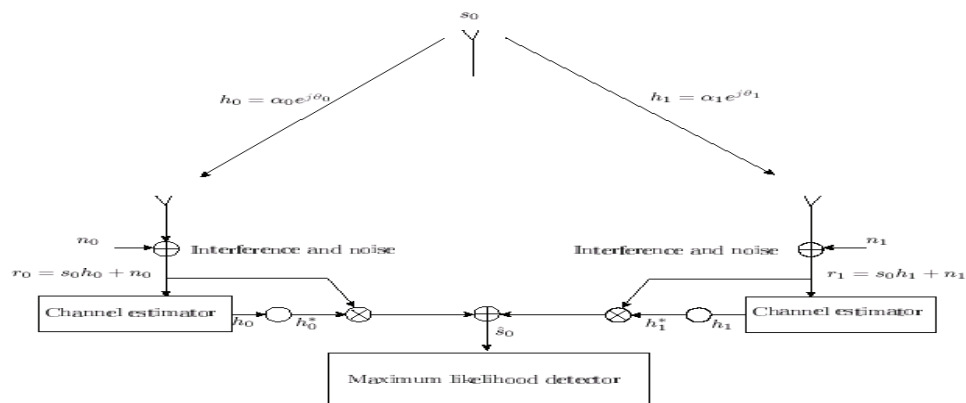 s₀
h₀ = α₀e^{jθ₀}
h₁ = α₁e^{jθ₁}
n₀
Interference and noise
Interference and noise
n₁
r₀ = s₀h₀ + n₀
r₁ = s₀h₁ + n₁
Channel estimator
h₀
h₀*
h₁*
h₁
Channel estimator
ŝ₀
Maximum likelihood detector